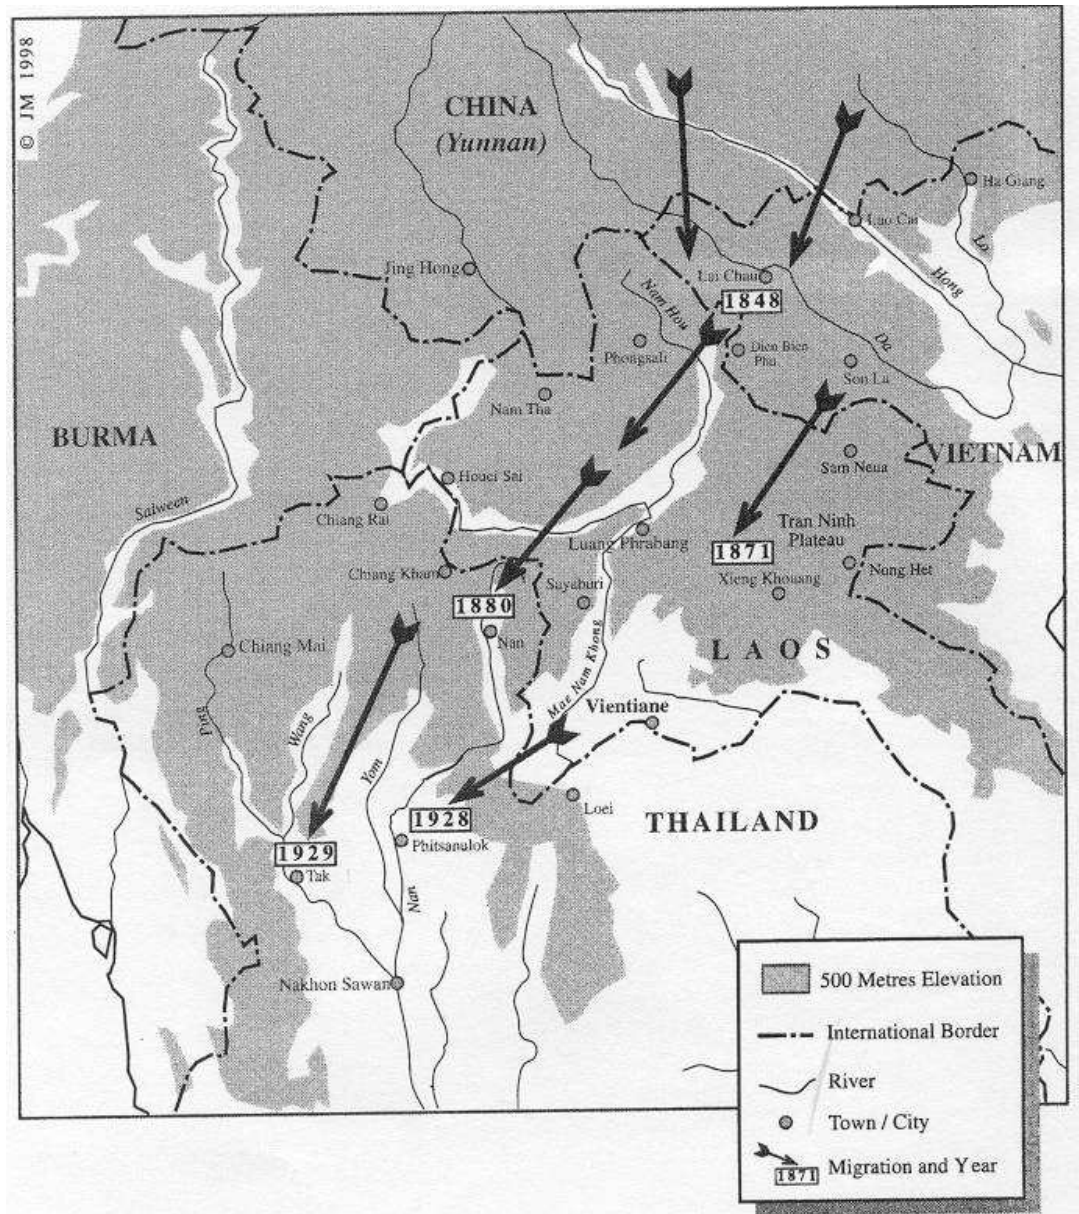 © JM 1998
CHINA
(Yunnan)
Ha Giang
Lao Cai
Lo
Hong
Jing Hong
Lai Chau
1848
Nam Hou
Da
Phongsali
Dien Bien
Phu
Son La
Nam Tha
BURMA
VIETNAM
Sam Neua
Houei Sai
Salween
Chiang Rai
Tran Ninh
Plateau
Luang Phrabang
1871
Chiang Kham
Nong Het
Xieng Khouang
Sayaburi
1880
Nan
Chiang Mai
LAOS
Mae Nam Khong
Vientiane
Ping
Wang
Yom
Loei
THAILAND
1928
Phitsanulok
1929
Tak
Nan
Nakhon Sawan
500 Metres Elevation
International Border
River
Town / City
Migration and Year
1871